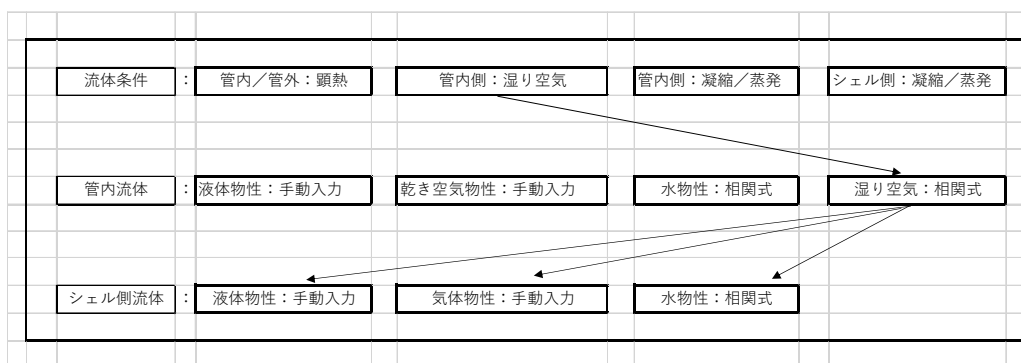 流体条件 : 管内／管外：顕熱 管内側：湿り空気 管内側：凝縮／蒸発 シェル側：凝縮／蒸発
管内流体 : 液体物性：手動入力 乾き空気物性：手動入力 水物性：相関式 湿り空気：相関式
シェル側流体 : 液体物性：手動入力 気体物性：手動入力 水物性：相関式